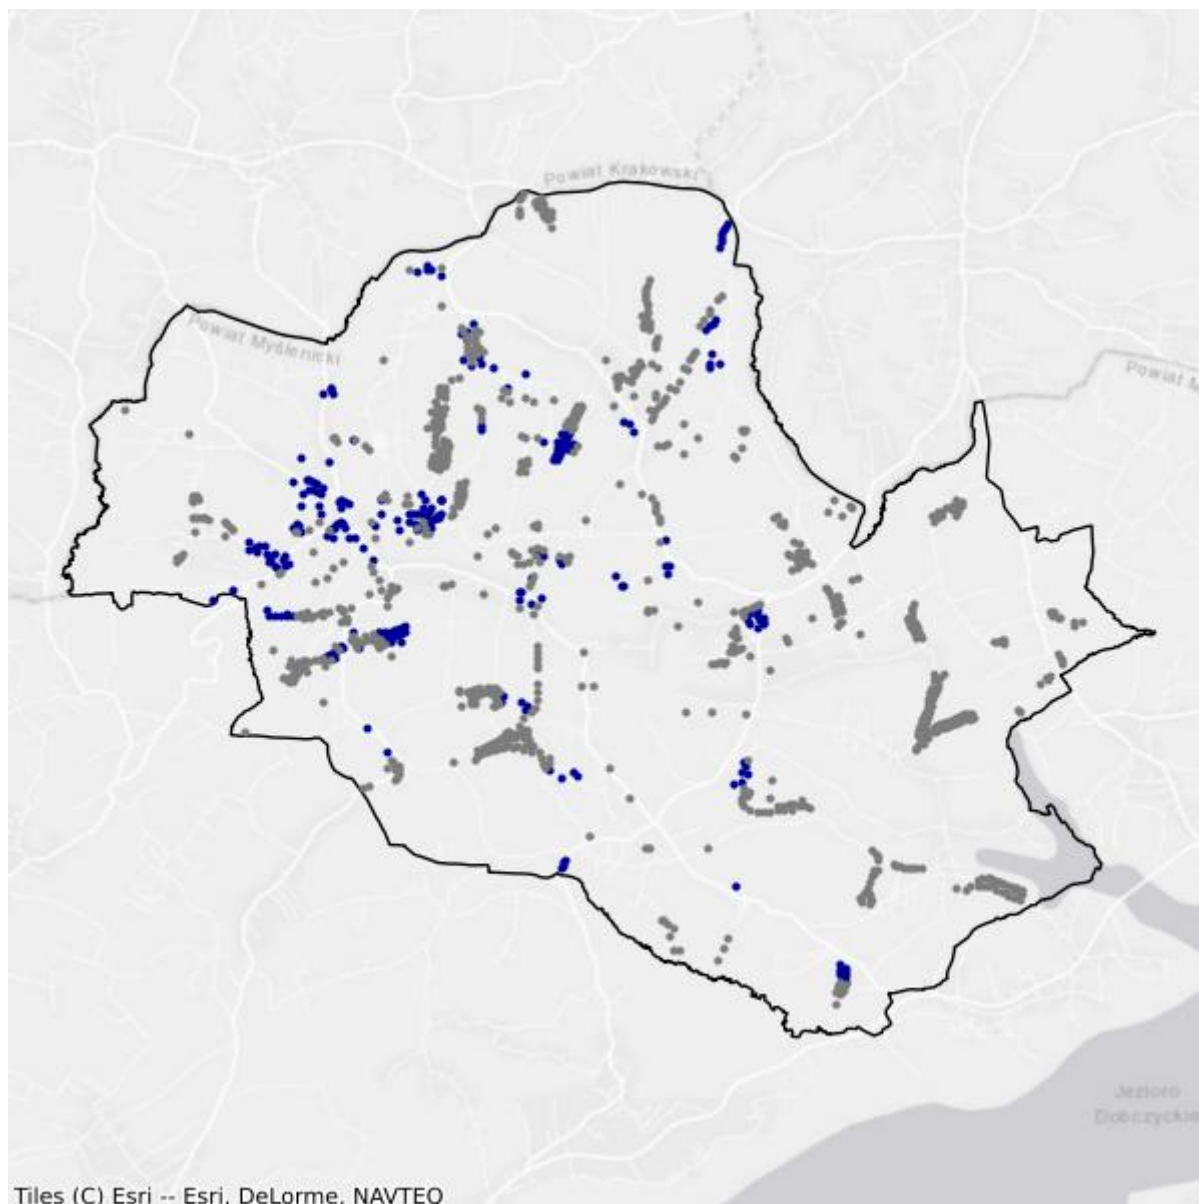 Powiat Krakowski
Powiat Myślenicki
Powiat
Jezioro
Dobczyckie
Tiles (C) Esri -- Esri, DeLorme, NAVTEQ